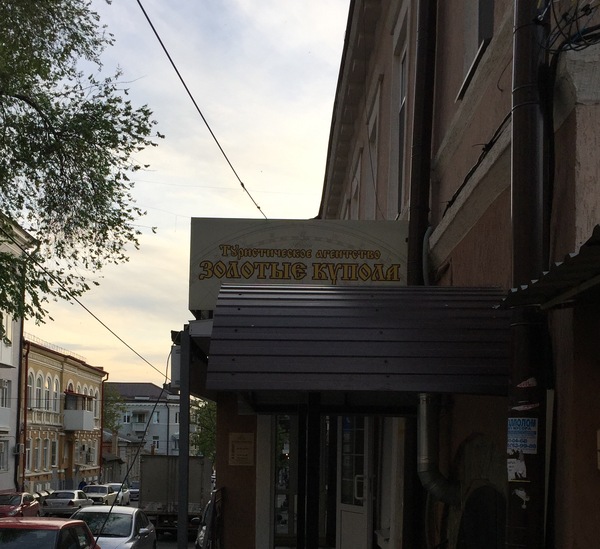 Туристическое агентство
ЗОЛОТЫЕ КУПОЛА